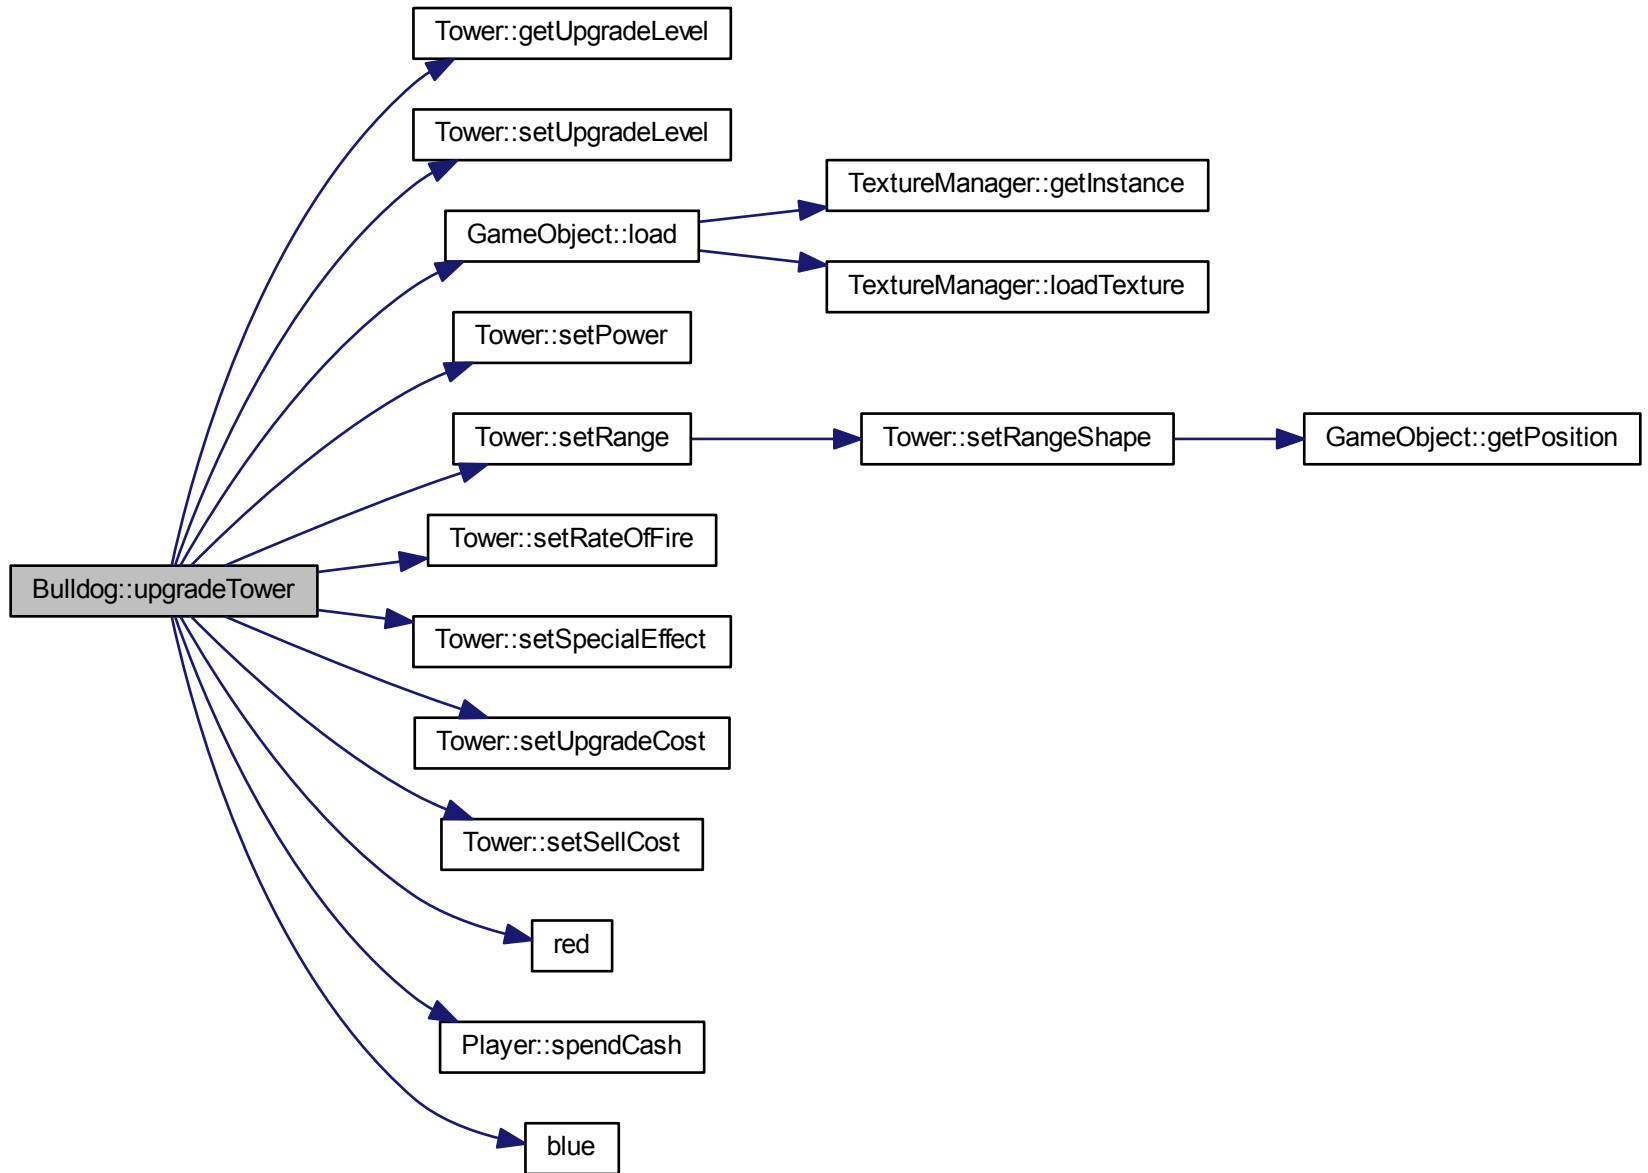 Tower::getUpgradeLevel
Tower::setUpgradeLevel
TextureManager::getInstance
GameObject::load
TextureManager::loadTexture
Tower::setPower
Tower::setRange
Tower::setRangeShape
GameObject::getPosition
Tower::setRateOfFire
Bulldog::upgradeTower
Tower::setSpecialEffect
Tower::setUpgradeCost
Tower::setSellCost
red
Player::spendCash
blue